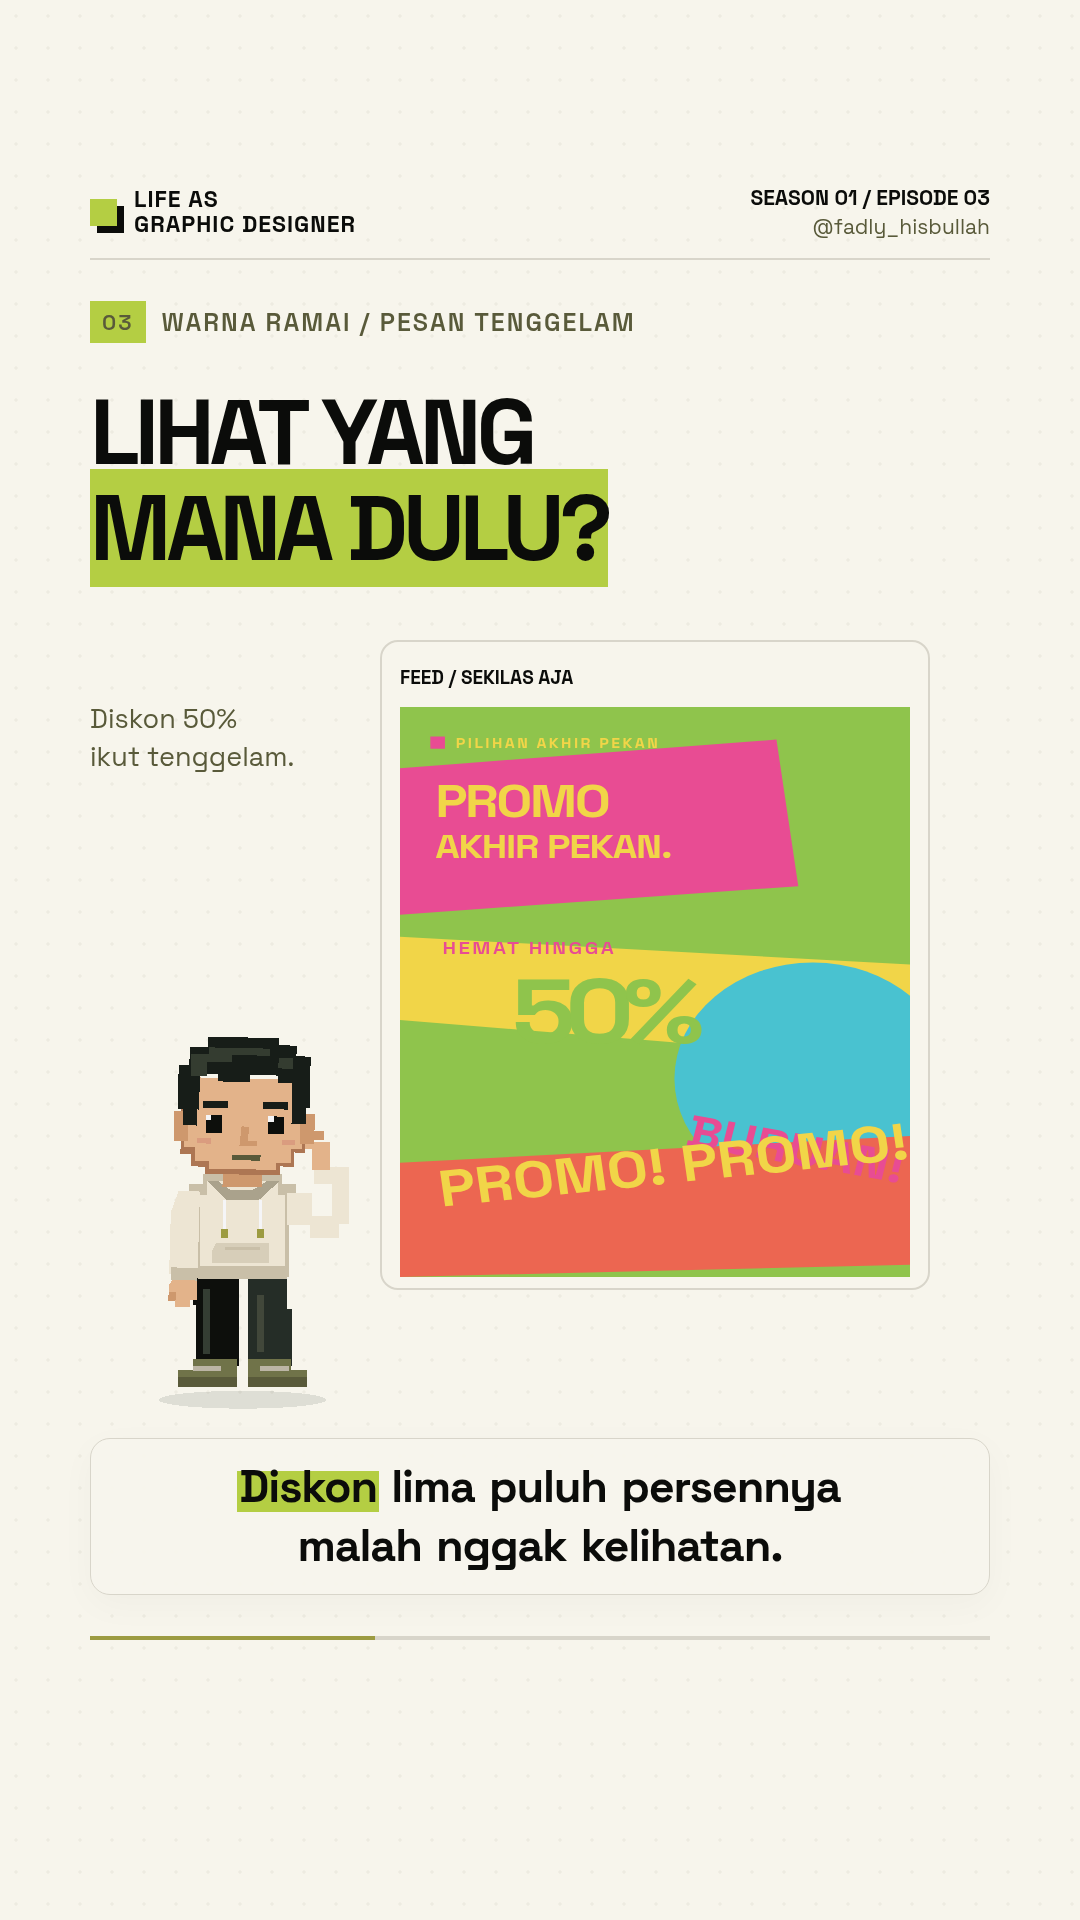 LIFE AS
GRAPHIC DESIGNER
SEASON 01 / EPISODE 03
@fadly_hisbullah
03 WARNA RAMAI / PESAN TENGGELAM
LIHAT YANG
MANA DULU?
Diskon 50%
ikut tenggelam.
FEED / SEKILAS AJA
PILIHAN AKHIR PEKAN
PROMO
AKHIR PEKAN.
HEMAT HINGGA
50%
PROMO! PROMO!
Diskon lima puluh persennya
malah nggak kelihatan.